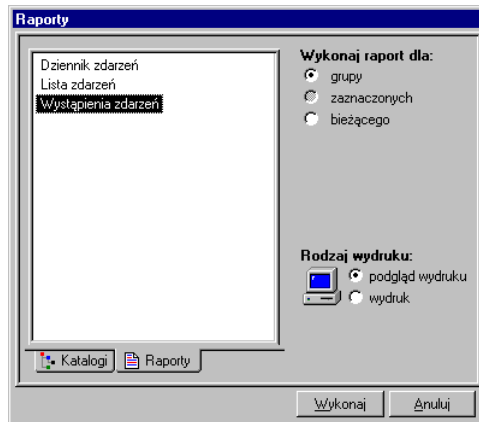 Raporty
Dziennik zdarzeń
Lista zdarzeń
Wystąpienia zdarzeń
Wykonaj raport dla:
grupy
zaznaczonych
bieżącego
Rodzaj wydruku:
podgląd wydruku
wydruk
Katalogi Raporty
Wykonaj Anuluj